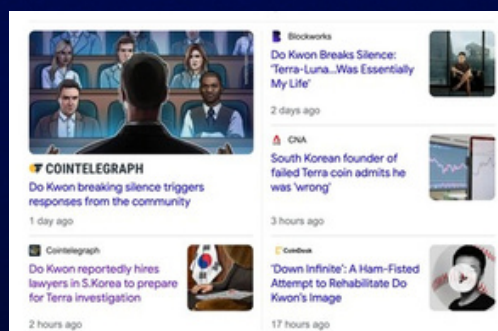 COINTELEGRAPH
Do Kwon breaking silence triggers
responses from the community
1 day ago
Cointelegraph
Do Kwon reportedly hires
lawyers in S.Korea to prepare
for Terra investigation
2 hours ago
Blockworks
Do Kwon Breaks Silence:
'Terra-Luna...Was Essentially
My Life'
2 days ago
CNA
South Korean founder of
failed Terra coin admits he
was 'wrong'
3 hours ago
CoinDesk
'Down Infinite': A Ham-Fisted
Attempt to Rehabilitate Do
Kwon's Image
17 hours ago